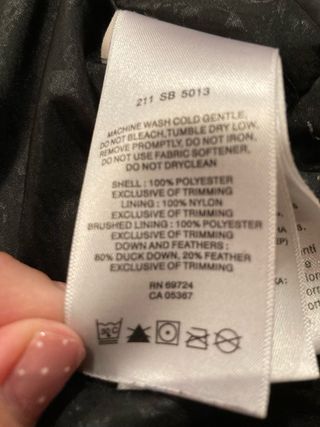 211 SB 5013
MACHINE WASH COLD GENTLE,
DO NOT BLEACH,TUMBLE DRY LOW,
REMOVE PROMPTLY, DO NOT IRON,
DO NOT USE FABRIC SOFTENER,
DO NOT DRYCLEAN
SHELL : 100% POLYESTER
EXCLUSIVE OF TRIMMING
LINING : 100% NYLON
EXCLUSIVE OF TRIMMING
BRUSHED LINING : 100% POLYESTER
EXCLUSIVE OF TRIMMING
DOWN AND FEATHERS :
80% DUCK DOWN, 20% FEATHER
EXCLUSIVE OF TRIMMING
RN 69724
CA 05367